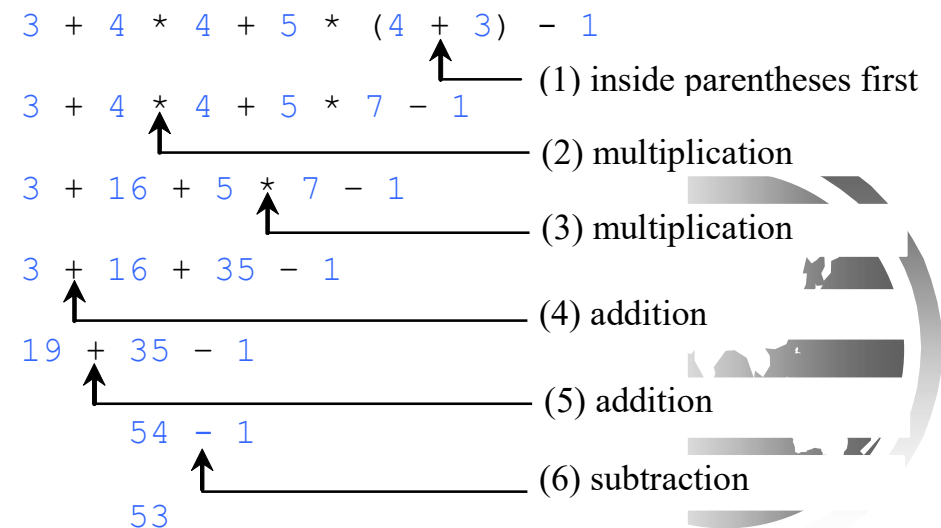 3 + 4 * 4 + 5 * (4 + 3) - 1
(1) inside parentheses first
3 + 4 * 4 + 5 * 7 – 1
(2) multiplication
3 + 16 + 5 * 7 – 1
(3) multiplication
3 + 16 + 35 – 1
(4) addition
19 + 35 – 1
(5) addition
54 - 1
(6) subtraction
53